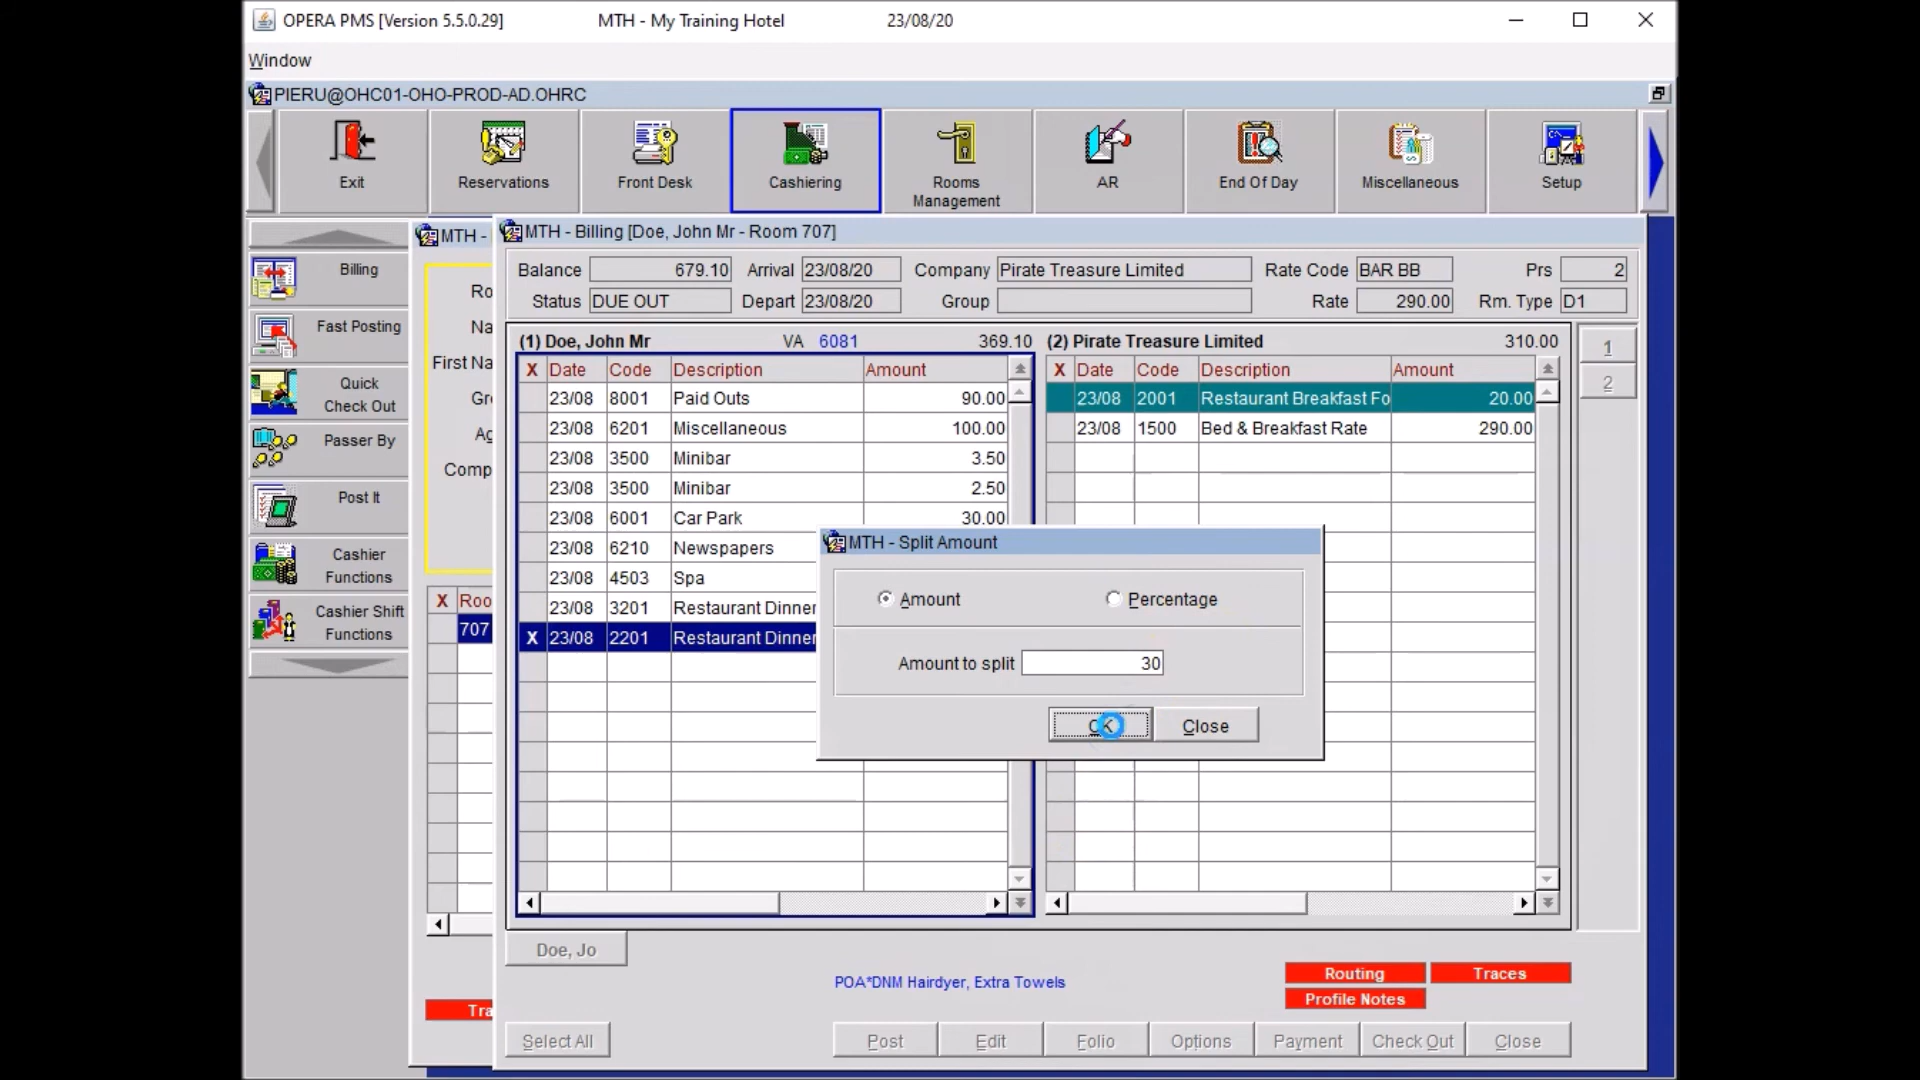 OPERA PMS [Version 5.5.0.29] MTH - My Training Hotel 23/08/20
Window
PIERU@OHC01-OHO-PROD-AD.OHRC
Exit
Reservations
Front Desk
Cashiering
Rooms
Management
AR
End Of Day
Miscellaneous
Setup
Billing
Fast Posting
Quick
Check Out
Passer By
Post It
Cashier
Functions
Cashier Shift
Functions
MTH -
Ro
Na
First Na
Gro
Ag
Comp
X Roo
707
Tra
MTH - Billing [Doe, John Mr - Room 707]
Balance 679.10 Arrival 23/08/20 Company Pirate Treasure Limited Rate Code BAR BB Prs 2
Status DUE OUT Depart 23/08/20 Group Rate 290.00 Rm. Type D1
(1) Doe, John Mr VA 6081 369.10
X Date Code Description Amount
23/08 8001 Paid Outs 90.00
23/08 6201 Miscellaneous 100.00
23/08 3500 Minibar 3.50
23/08 3500 Minibar 2.50
23/08 6001 Car Park 30.00
23/08 6210 Newspapers
23/08 4503 Spa
23/08 3201 Restaurant Dinner
X 23/08 2201 Restaurant Dinner
(2) Pirate Treasure Limited 310.00
X Date Code Description Amount
23/08 2001 Restaurant Breakfast Fo 20.00
23/08 1500 Bed & Breakfast Rate 290.00
1
2
MTH - Split Amount
Amount Percentage
Amount to split 30
OK Close
Doe, Jo
POA*DNM Hairdyer, Extra Towels
Routing Traces
Profile Notes
Select All Post Edit Folio Options Payment Check Out Close